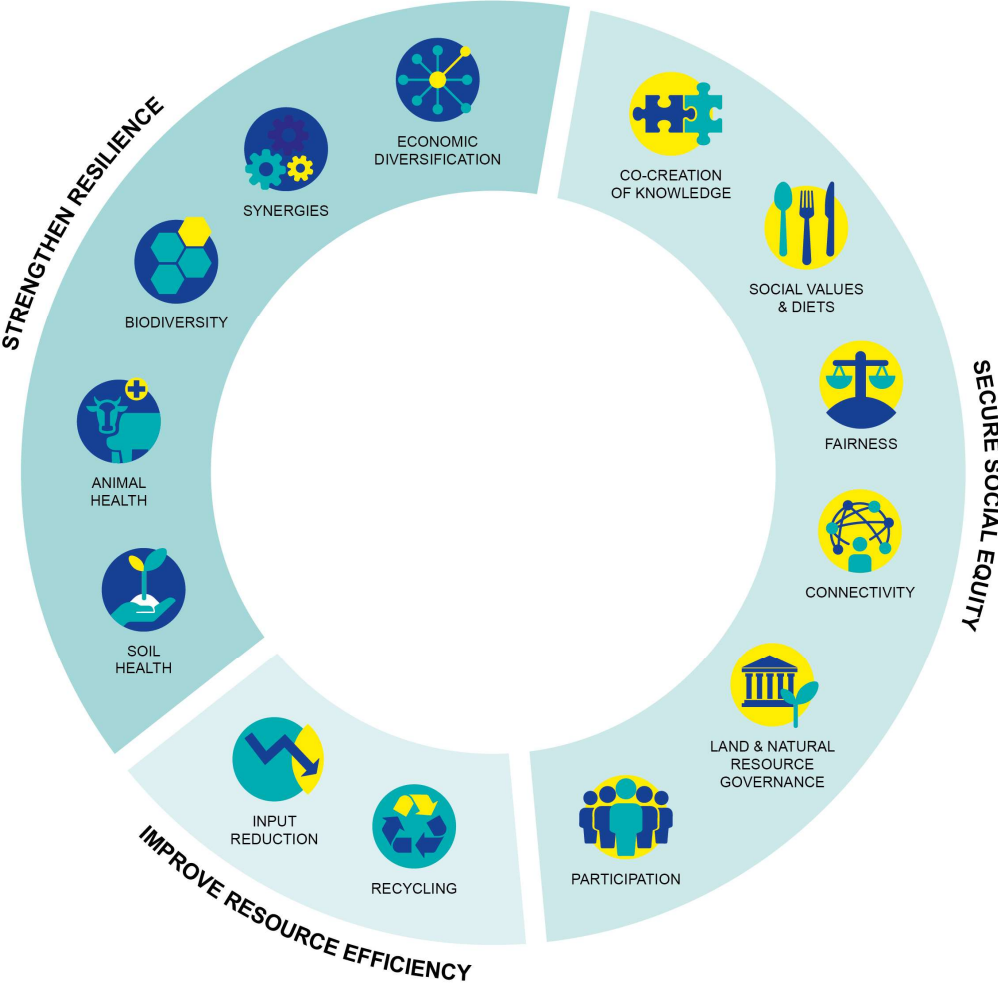 STRENGTHEN RESILIENCE
ECONOMIC
DIVERSIFICATION
SYNERGIES
BIODIVERSITY
ANIMAL
HEALTH
SOIL
HEALTH
SECURE SOCIAL EQUITY
CO-CREATION
OF KNOWLEDGE
SOCIAL VALUES
& DIETS
FAIRNESS
CONNECTIVITY
LAND & NATURAL
RESOURCE
GOVERNANCE
PARTICIPATION
IMPROVE RESOURCE EFFICIENCY
INPUT
REDUCTION
RECYCLING